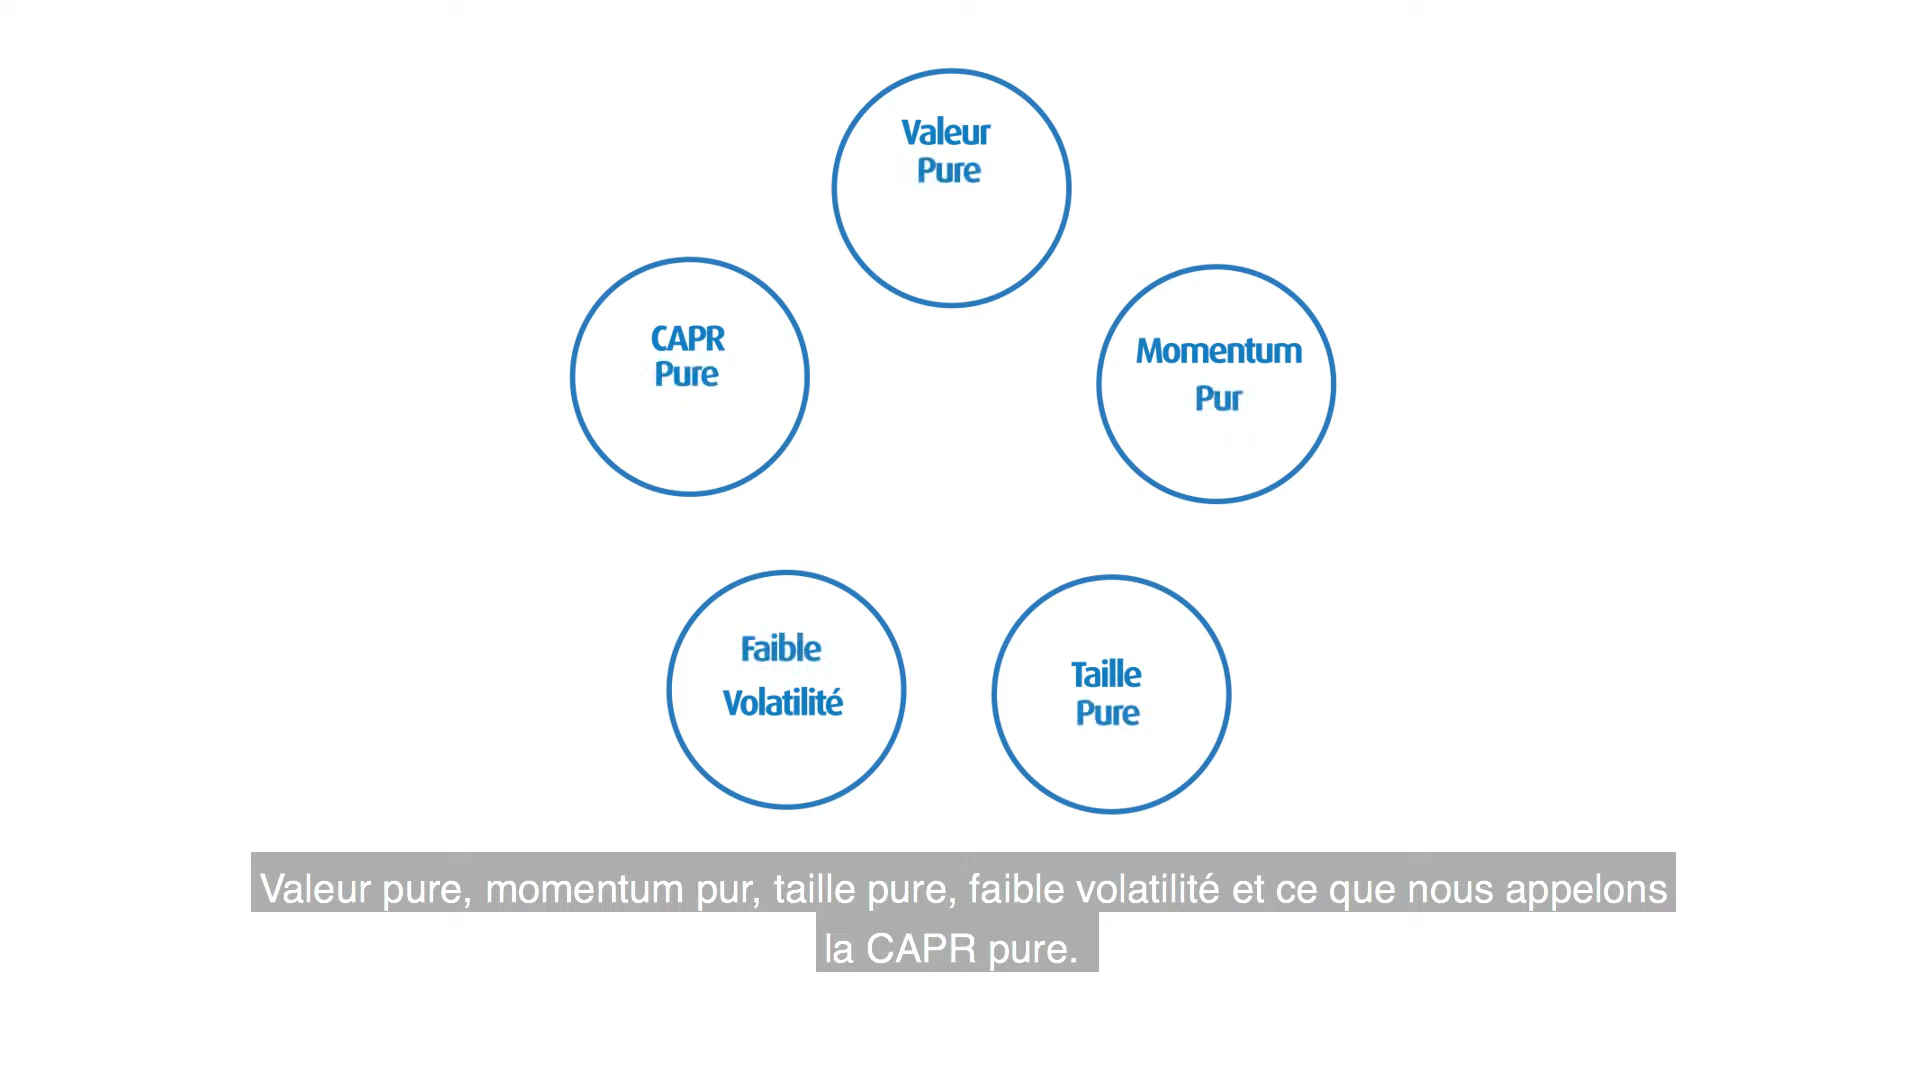 Valeur
Pure
CAPR
Pure
Momentum
Pur
Faible
Volatilité
Taille
Pure
Valeur pure, momentum pur, taille pure, faible volatilité et ce que nous appelons
la CAPR pure.